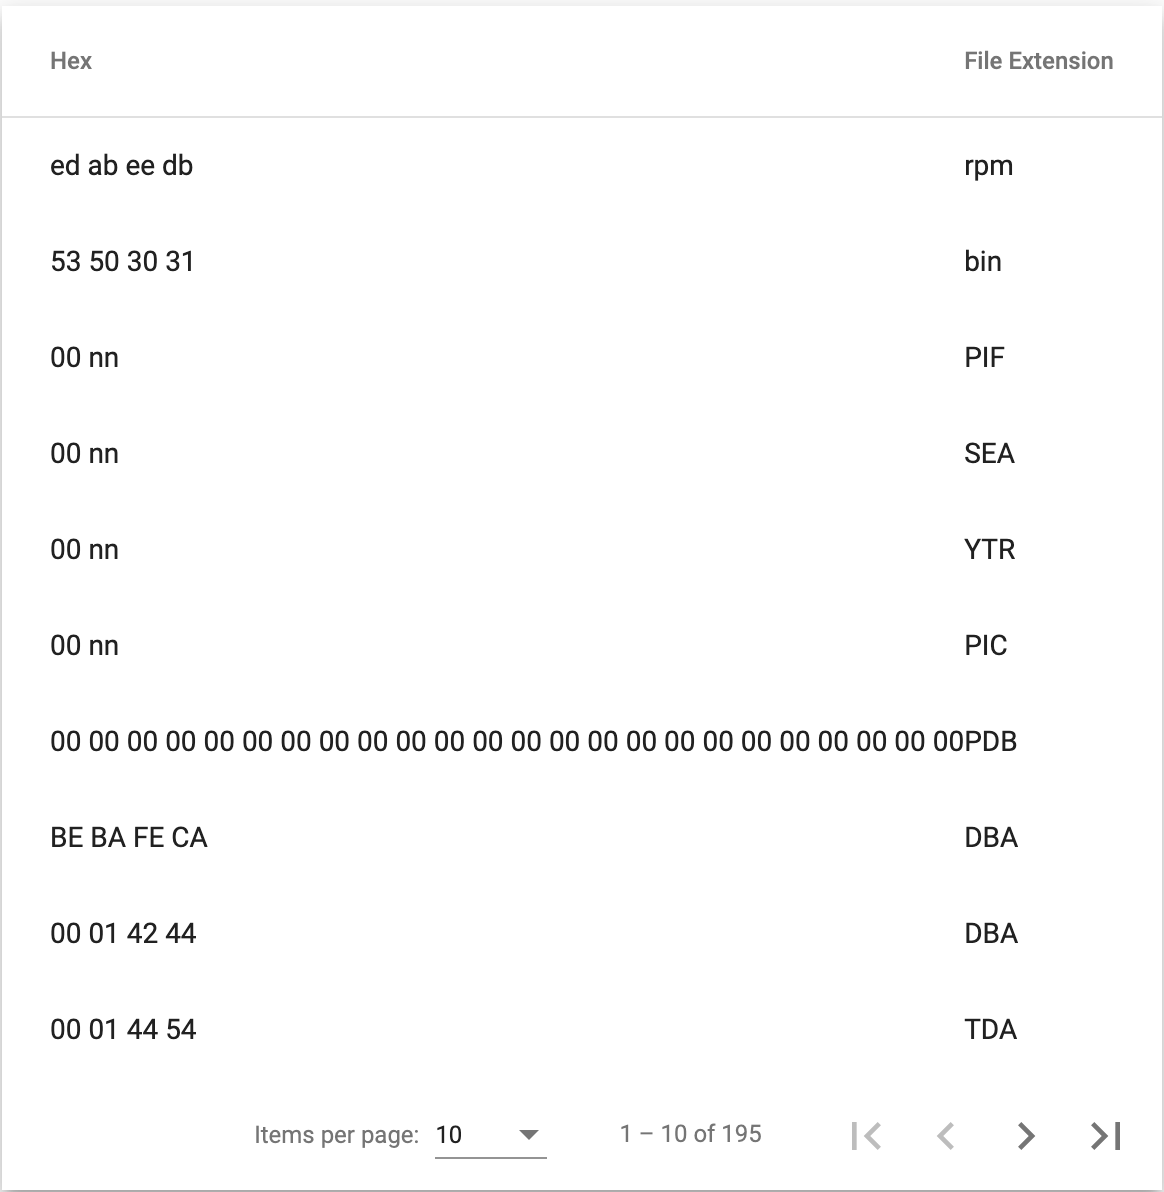 Hex File Extension
ed ab ee db rpm
53 50 30 31 bin
00 nn PIF
00 nn SEA
00 nn YTR
00 nn PIC
00 00 00 00 00 00 00 00 00 00 00 00 00 00 00 00 00 00 00 00 00 00 00 00PDB
BE BA FE CA DBA
00 01 42 44 DBA
00 01 44 54 TDA
Items per page: 10 1 – 10 of 195